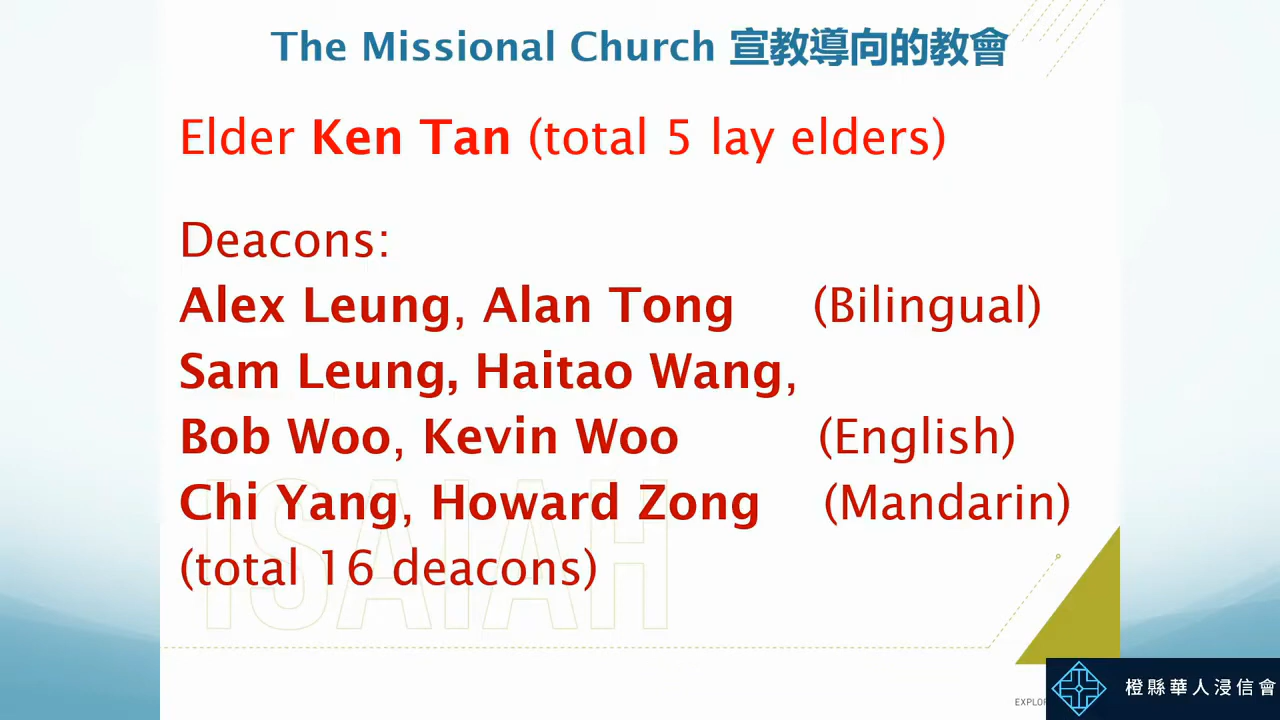 The Missional Church 宣教導向的教會
Elder Ken Tan (total 5 lay elders)
Deacons:
Alex Leung, Alan Tong (Bilingual)
Sam Leung, Haitao Wang,
Bob Woo, Kevin Woo (English)
Chi Yang, Howard Zong (Mandarin)
(total 16 deacons)
ISAIAH
橙縣華人浸信會